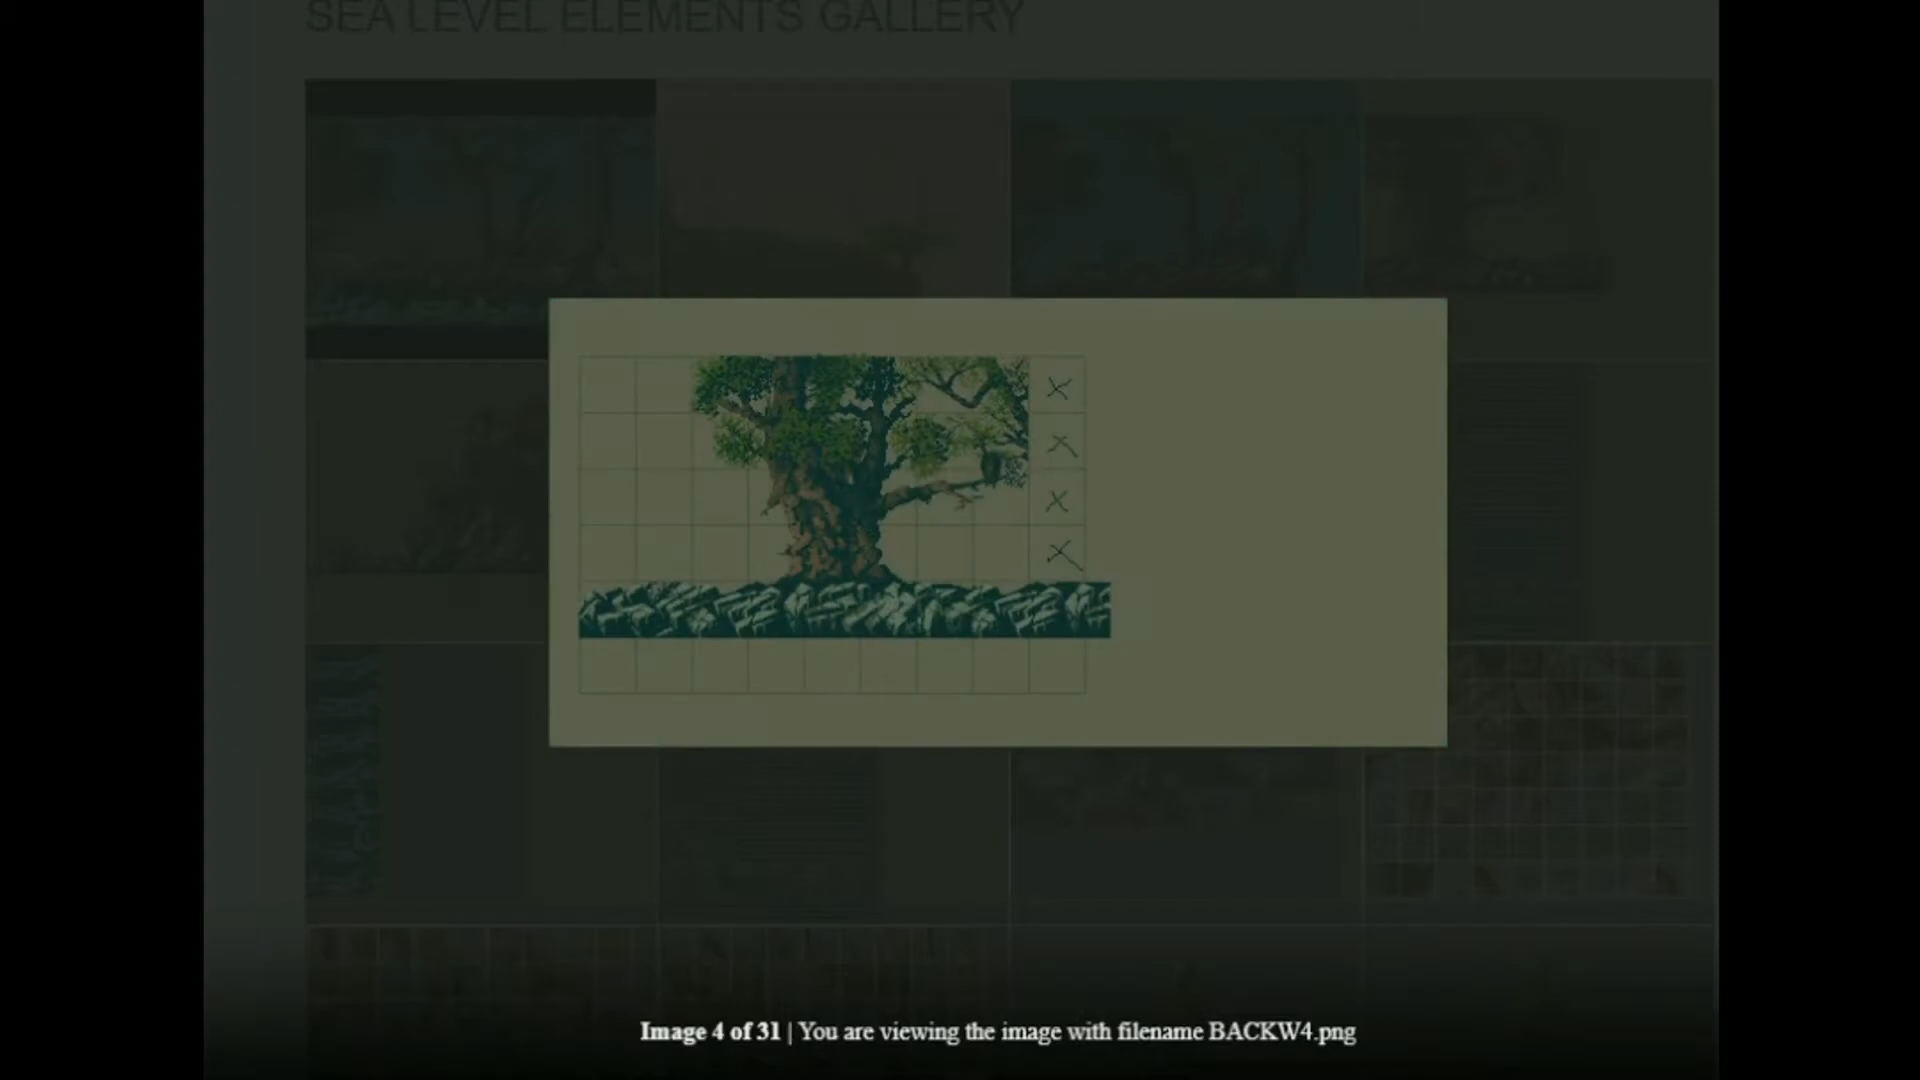 SEA LEVEL ELEMENTS GALLERY
Image 4 of 31 | You are viewing the image with filename BACKW4.png